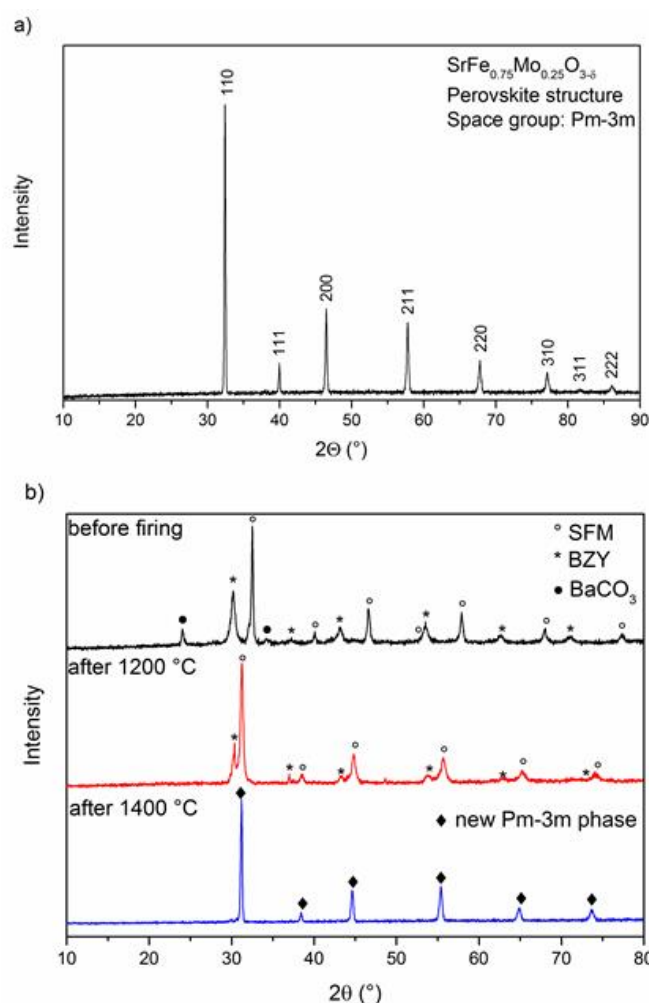 a)
SrFe0.75Mo0.25O3-δ
Perovskite structure
Space group: Pm-3m
110
111
200
211
220
310
311
222
Intensity
10 20 30 40 50 60 70 80 90
2Θ (°)
b)
before firing
○ SFM
* BZY
● BaCO3
after 1200 °C
after 1400 °C
◆ new Pm-3m phase
Intensity
10 20 30 40 50 60 70 80
2θ (°)